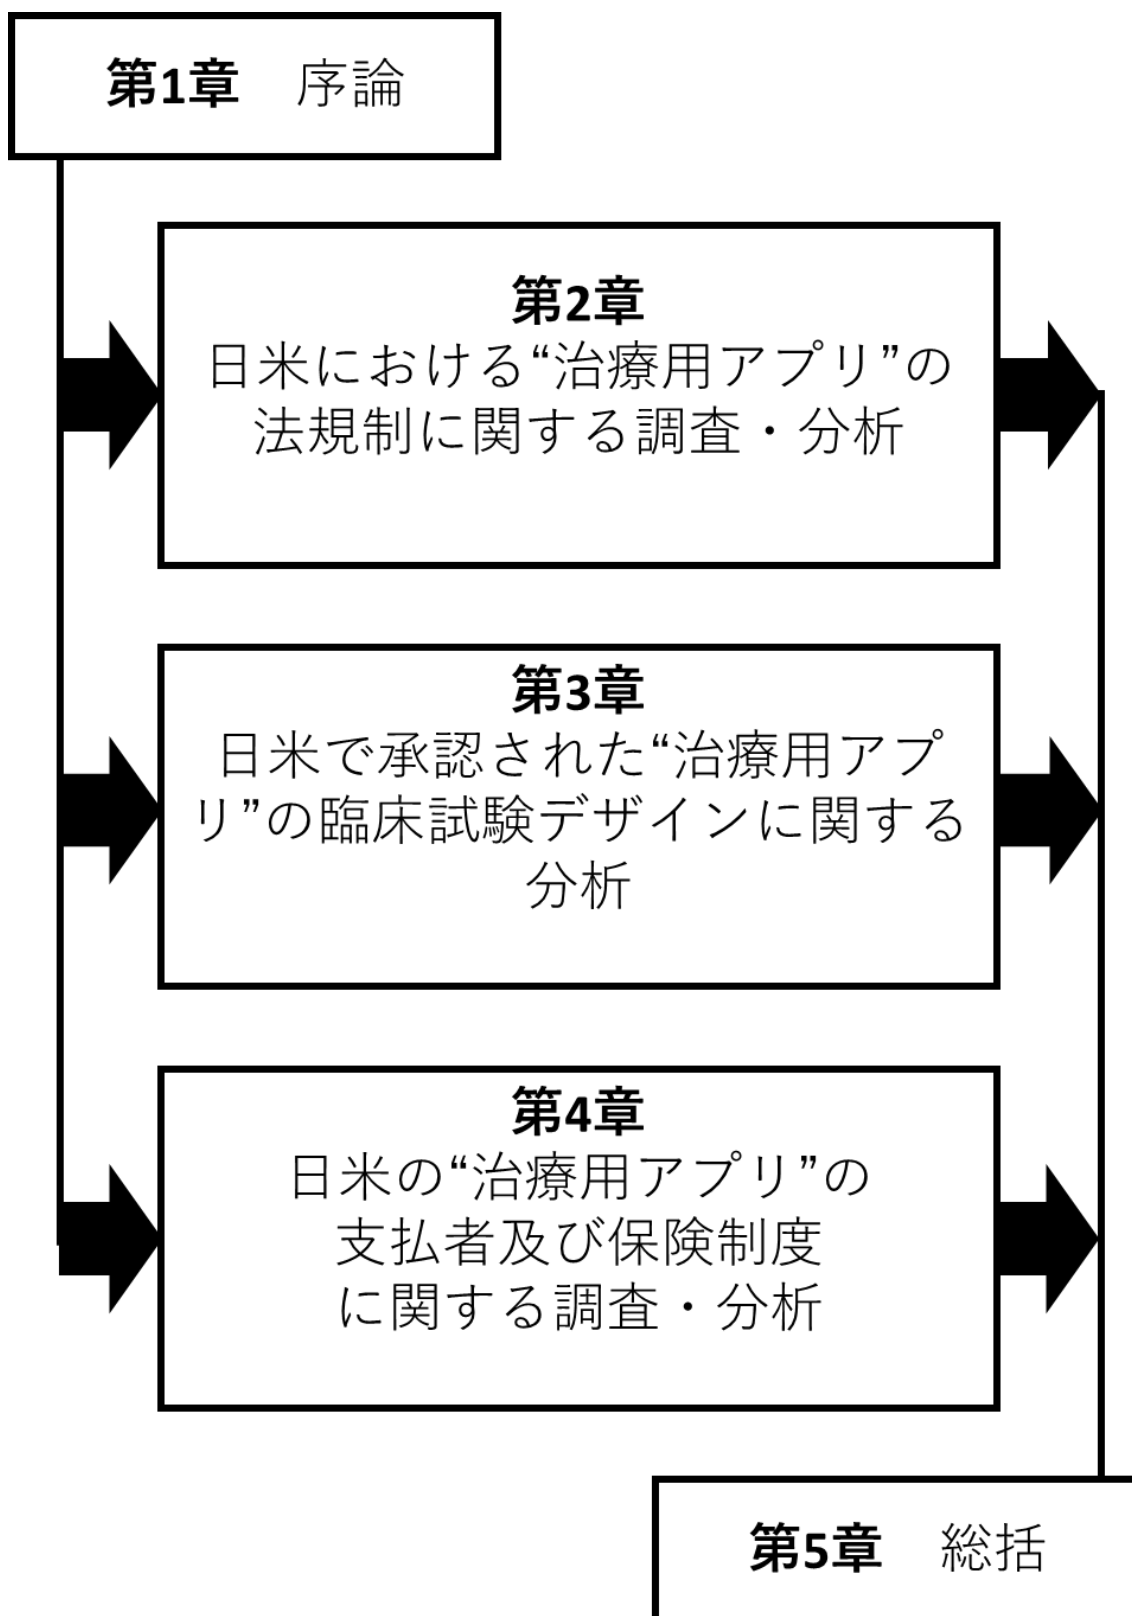 第1章　序論
第2章
日米における“治療用アプリ”の
法規制に関する調査・分析
第3章
日米で承認された“治療用アプ
リ”の臨床試験デザインに関する
分析
第4章
日米の“治療用アプリ”の
支払者及び保険制度
に関する調査・分析
第5章　総括